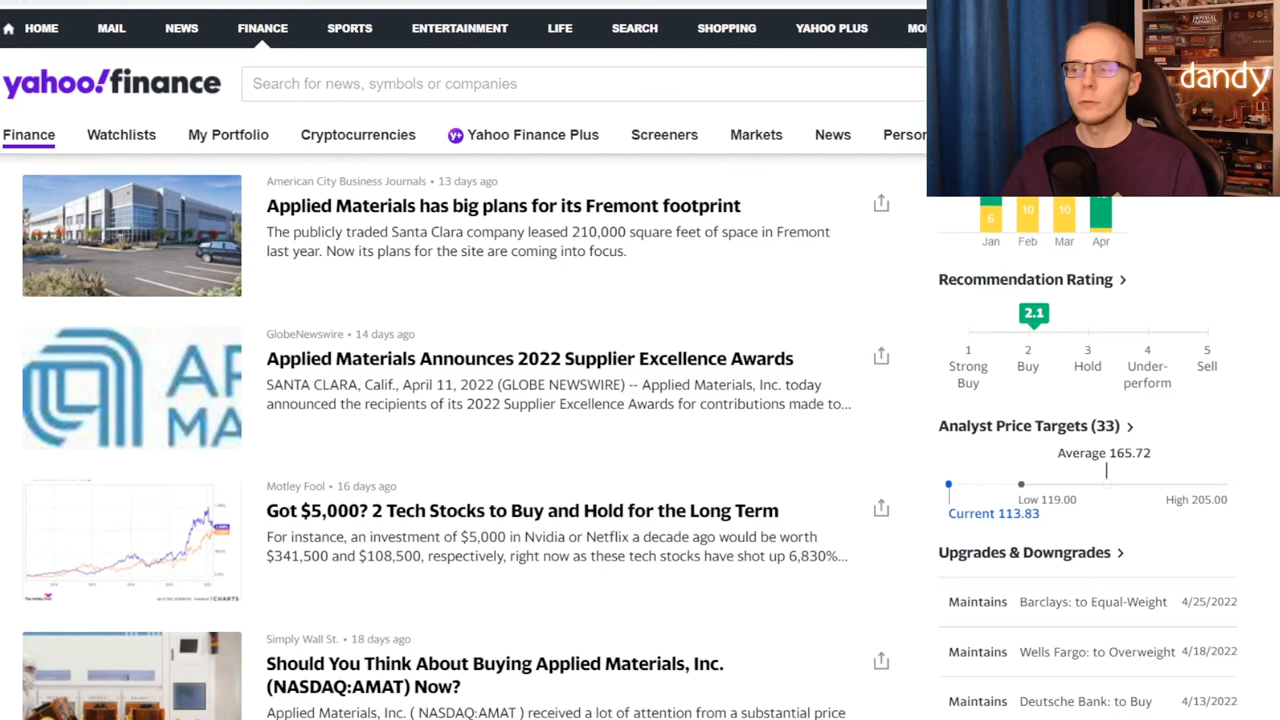 HOME MAIL NEWS FINANCE SPORTS ENTERTAINMENT LIFE SEARCH SHOPPING YAHOO PLUS MO
yahoo!finance
Search for news, symbols or companies
dandy
Finance Watchlists My Portfolio Cryptocurrencies Yahoo Finance Plus Screeners Markets News Person
American City Business Journals • 13 days ago
Applied Materials has big plans for its Fremont footprint
The publicly traded Santa Clara company leased 210,000 square feet of space in Fremont
last year. Now its plans for the site are coming into focus.
AP
MA
GlobeNewswire • 14 days ago
Applied Materials Announces 2022 Supplier Excellence Awards
SANTA CLARA, Calif., April 11, 2022 (GLOBE NEWSWIRE) -- Applied Materials, Inc. today
announced the recipients of its 2022 Supplier Excellence Awards for contributions made to...
Motley Fool • 16 days ago
Got $5,000? 2 Tech Stocks to Buy and Hold for the Long Term
For instance, an investment of $5,000 in Nvidia or Netflix a decade ago would be worth
$341,500 and $108,500, respectively, right now as these tech stocks have shot up 6,830%...
YCHARTS
Simply Wall St. • 18 days ago
Should You Think About Buying Applied Materials, Inc.
(NASDAQ:AMAT) Now?
Applied Materials, Inc. ( NASDAQ:AMAT ) received a lot of attention from a substantial price
6 10 10
Jan Feb Mar Apr
Recommendation Rating >
2.1
1 2 3 4 5
Strong Buy Hold Under- Sell
Buy perform
Analyst Price Targets (33) >
Average 165.72
Low 119.00 High 205.00
Current 113.83
Upgrades & Downgrades >
Maintains Barclays: to Equal-Weight 4/25/2022
Maintains Wells Fargo: to Overweight 4/18/2022
Maintains Deutsche Bank: to Buy 4/13/2022